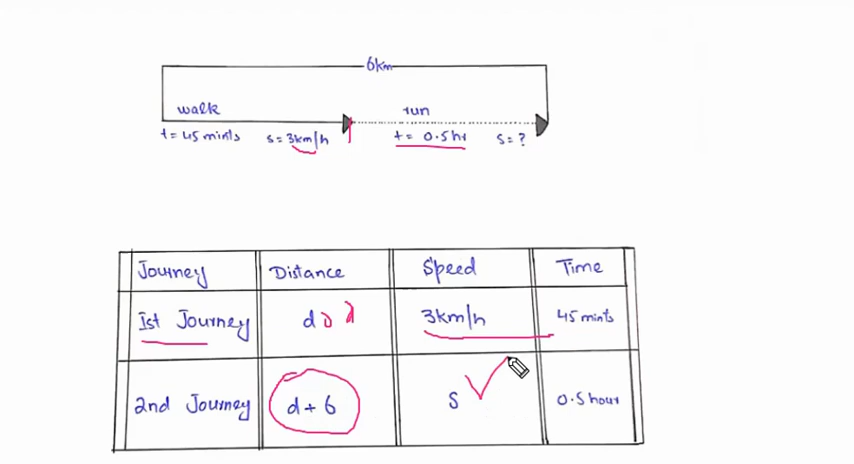 6km
walk run
t = 45 mints s = 3km/h t = 0.5 hr s = ?
Journey Distance Speed Time
Ist Journey d 3km/h 45 mints
2nd Journey d + 6 s 0.5 hour